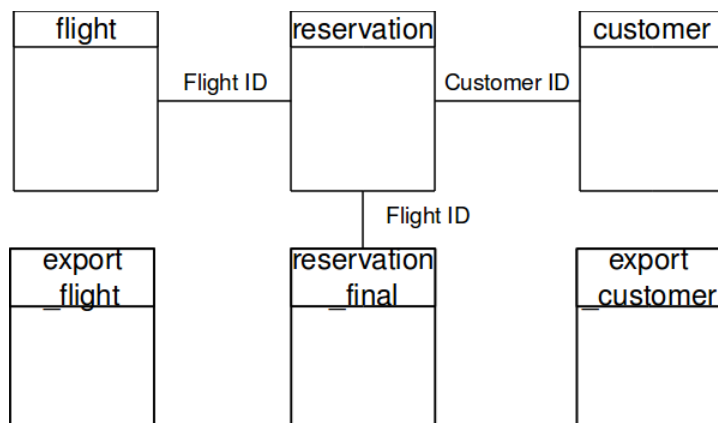 flight
reservation
customer
Flight ID
Customer ID
Flight ID
export
_flight
reservation
_final
export
_customer